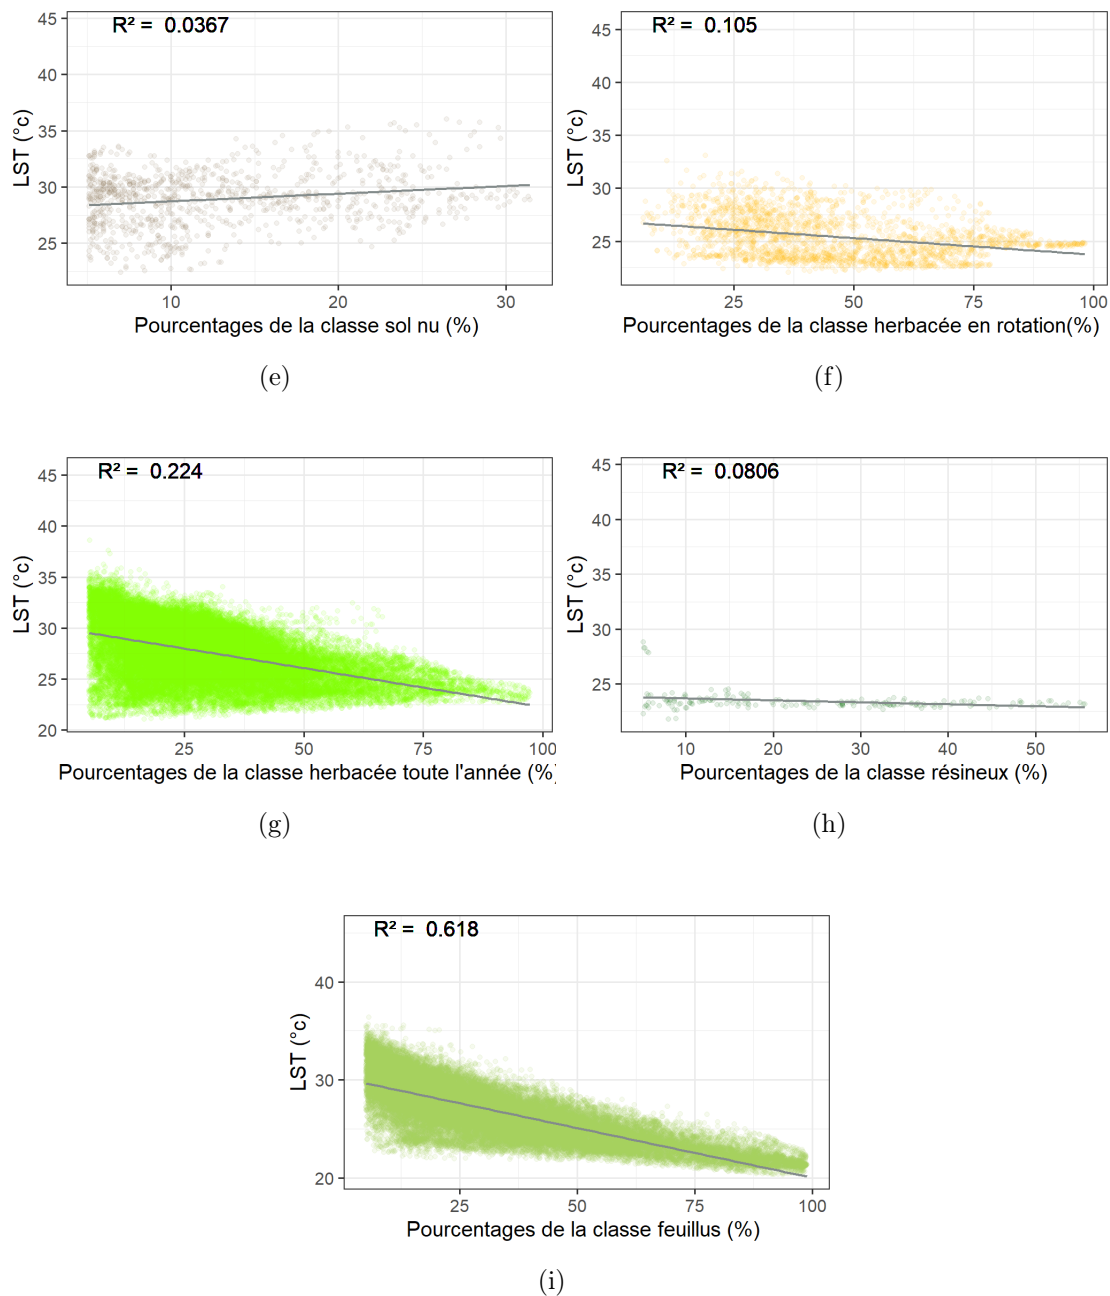 R² = 0.0367
45
40
35
30
25
LST (°c)
10 20 30
Pourcentages de la classe sol nu (%)
(e)
R² = 0.105
45
40
35
30
25
LST (°c)
25 50 75 100
Pourcentages de la classe herbacée en rotation(%)
(f)
R² = 0.224
45
40
35
30
25
20
LST (°c)
25 50 75 100
Pourcentages de la classe herbacée toute l'année (%)
(g)
R² = 0.0806
45
40
35
30
25
LST (°c)
10 20 30 40 50
Pourcentages de la classe résineux (%)
(h)
R² = 0.618
40
30
20
LST (°c)
25 50 75 100
Pourcentages de la classe feuillus (%)
(i)